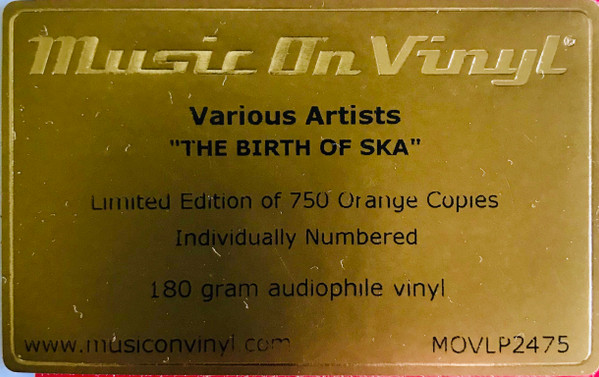 Music On Vinyl®
Various Artists
"THE BIRTH OF SKA"
Limited Edition of 750 Orange Copies
Individually Numbered
180 gram audiophile vinyl
www.musiconvinyl.com
MOVLP2475